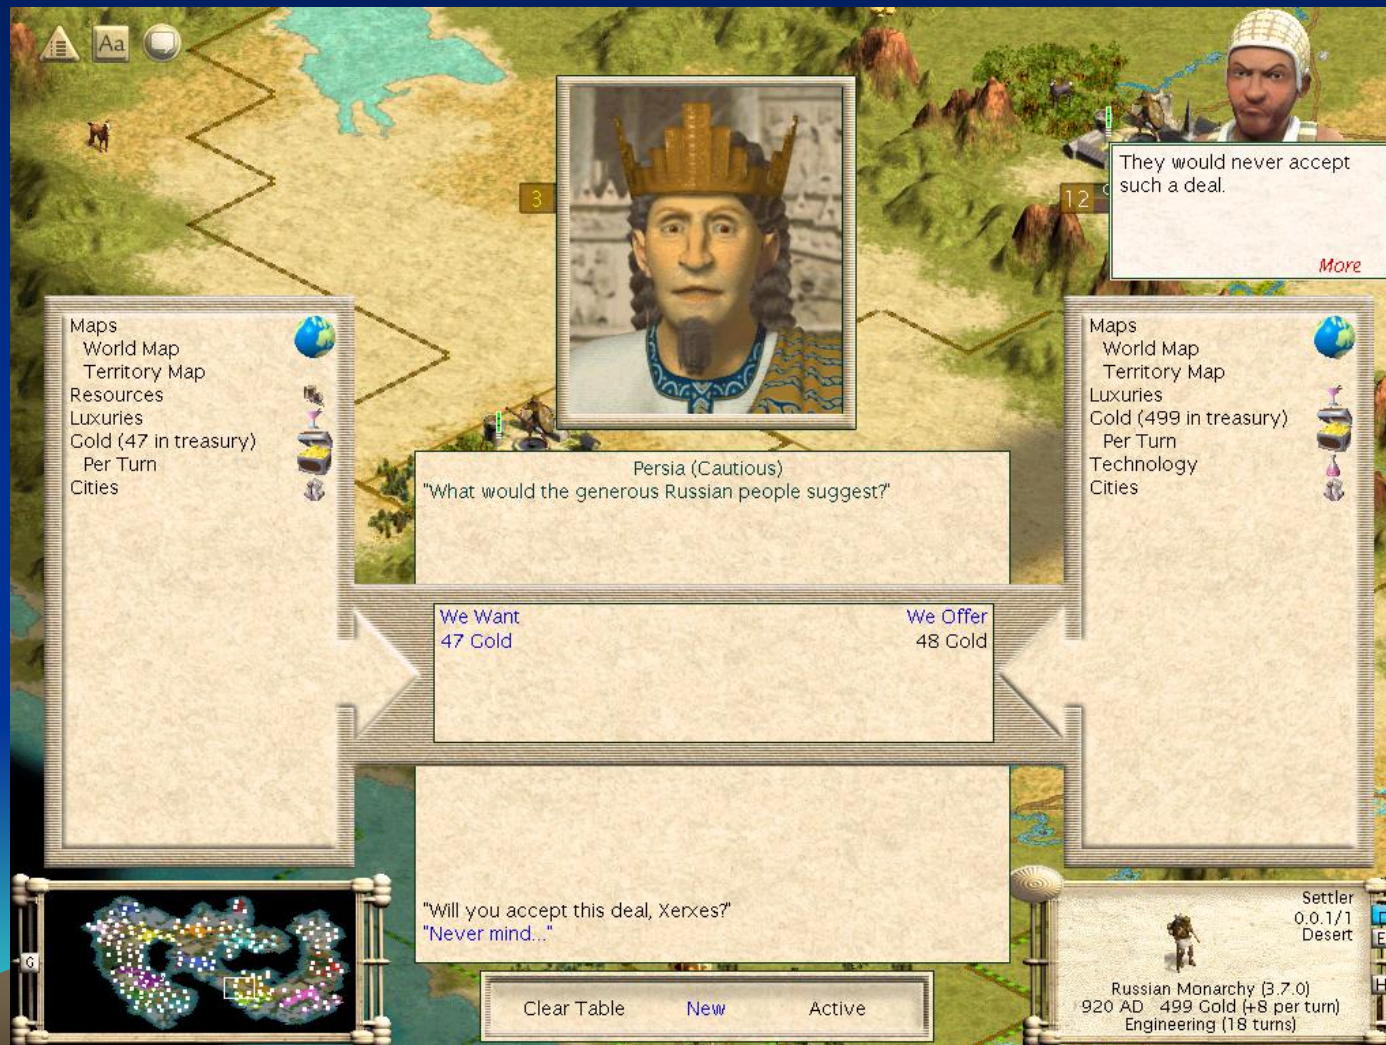 Aa
3
12
They would never accept
such a deal.
More
Maps
World Map
Territory Map
Resources
Luxuries
Gold (47 in treasury)
Per Turn
Cities
Maps
World Map
Territory Map
Luxuries
Gold (499 in treasury)
Per Turn
Technology
Cities
Persia (Cautious)
"What would the generous Russian people suggest?"
We Want
We Offer
47 Gold
48 Gold
"Will you accept this deal, Xerxes?"
"Never mind..."
Clear Table
New
Active
G
Settler
0.0.1/1
Desert
Russian Monarchy (3.7.0)
920 AD 499 Gold (+8 per turn)
Engineering (18 turns)
E
H